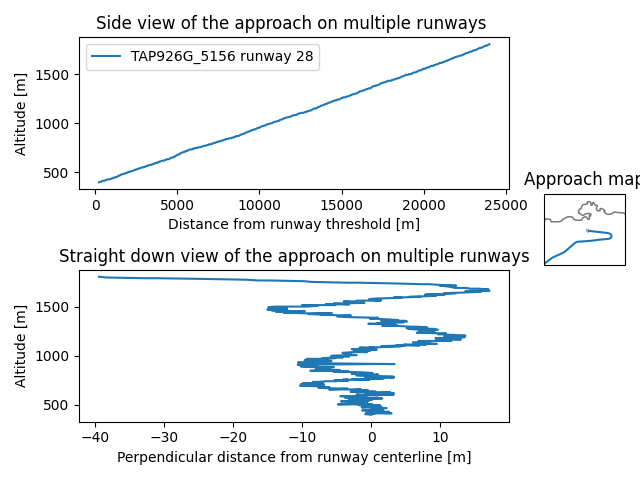 Side view of the approach on multiple runways
TAP926G_5156 runway 28
Altitude [m]
1500
1000
500
0
5000
10000
15000
20000
25000
Distance from runway threshold [m]
Approach map
Straight down view of the approach on multiple runways
Altitude [m]
1500
1000
500
−40
−30
−20
−10
0
10
Perpendicular distance from runway centerline [m]